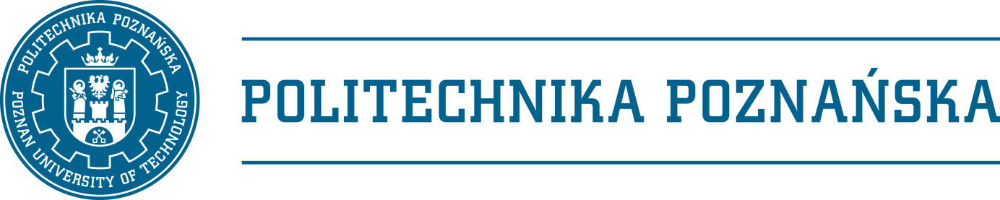 POLITECHNIKA POZNAŃSKA
POZNAN UNIVERSITY OF TECHNOLOGY
POLITECHNIKA POZNAŃSKA